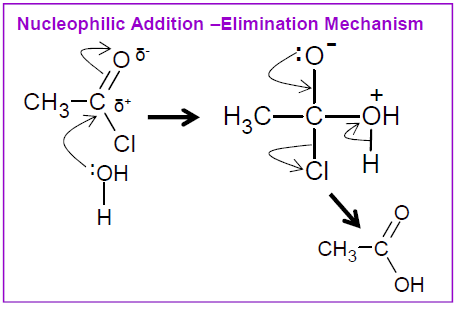 Nucleophilic Addition –Elimination Mechanism
O δ-
CH3 C δ+
Cl
:OH
H
:O-
+
H3C C OH
Cl H
O
CH3 C
OH